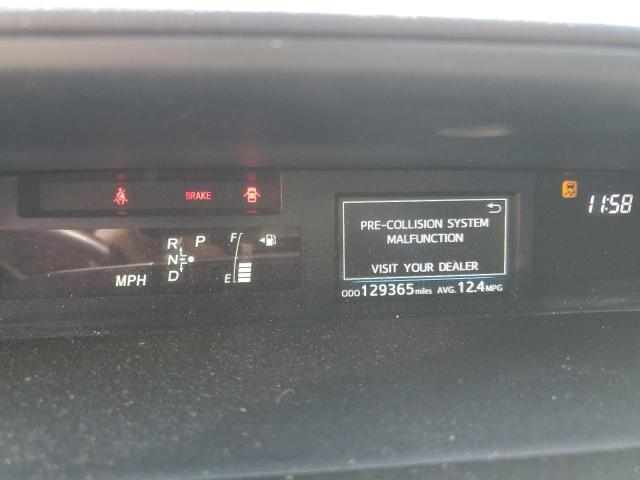 BRAKE
11:58
PRE-COLLISION SYSTEM
MALFUNCTION
VISIT YOUR DEALER
ODO 129365 miles AVG. 12.4 MPG
R P
N
D
MPH
F
E